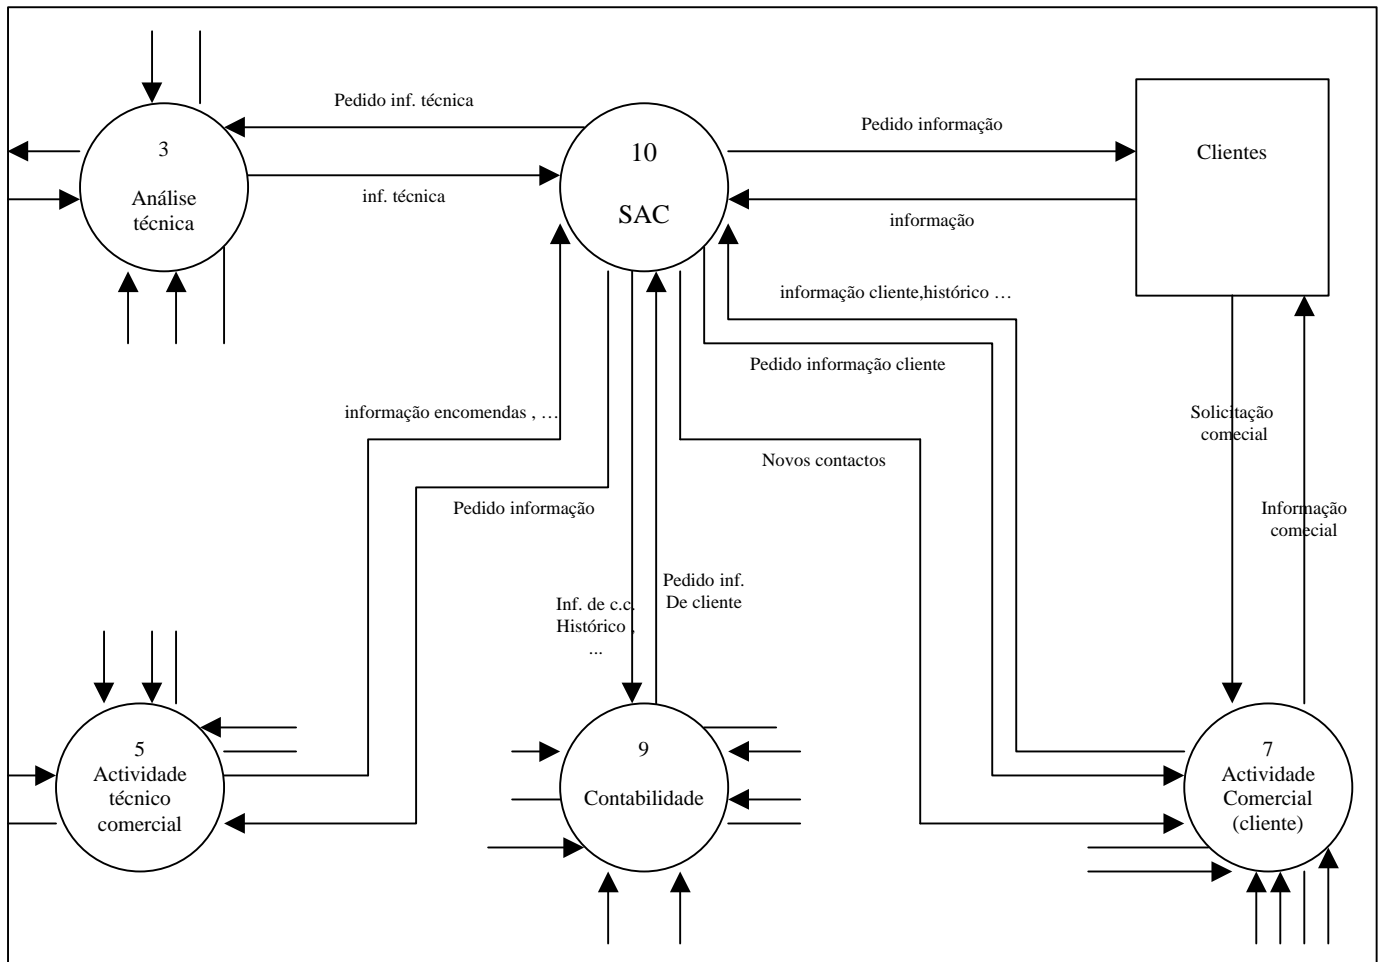 Pedido inf. técnica
Pedido informação
3
Análise
técnica
10
SAC
Clientes
inf. técnica
informação
informação cliente,histórico …
Pedido informação cliente
informação encomendas , …
Solicitação
comecial
Novos contactos
Pedido informação
Informação
comecial
Pedido inf.
De cliente
Inf. de c.c.
Histórico ,
...
5
Actividade
técnico
comercial
9
Contabilidade
7
Actividade
Comercial
(cliente)